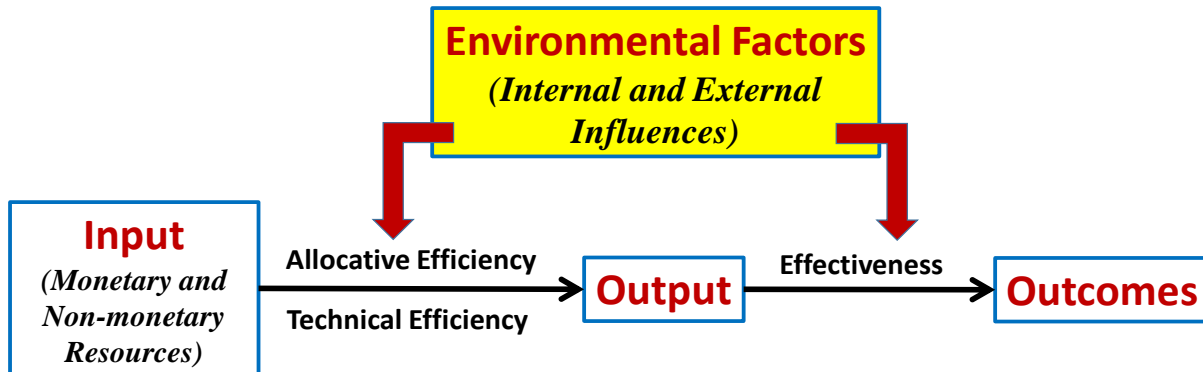 Environmental Factors
(Internal and External
Influences)
Input
(Monetary and
Non-monetary
Resources)
Allocative Efficiency
Technical Efficiency
Output
Effectiveness
Outcomes